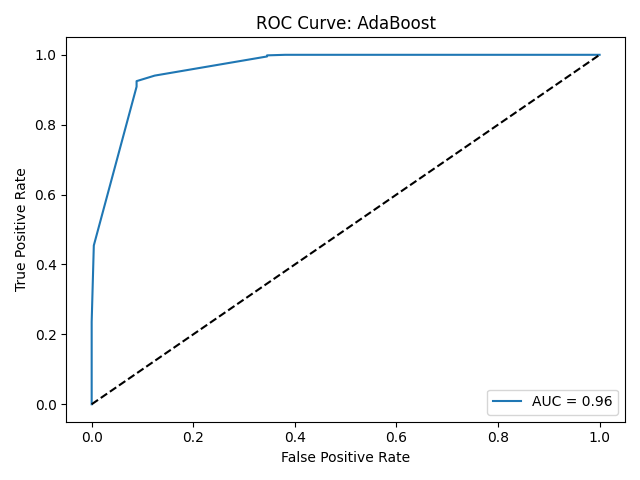 ROC Curve: AdaBoost
True Positive Rate
1.0
0.8
0.6
0.4
0.2
0.0
AUC = 0.96
0.0 0.2 0.4 0.6 0.8 1.0
False Positive Rate